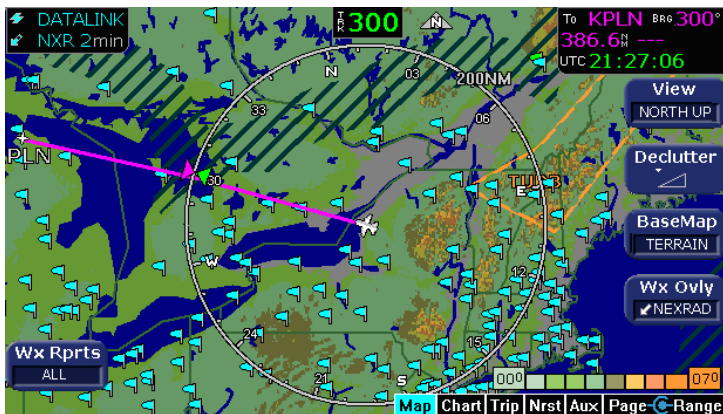 DATALINK
NXR 2min
TRK 300
N
To KPLN BRG 300°
386.6NM ---
UTC 21:27:06
200NM
View
NORTH UP
Declutter
BaseMap
TERRAIN
Wx Ovly
NEXRAD
PLN
N
03
06
E
12
15
S
21
24
W
30
33
TURB
Wx Rprts
ALL
000
070
Map Chart Trip Nrst Aux Page Range